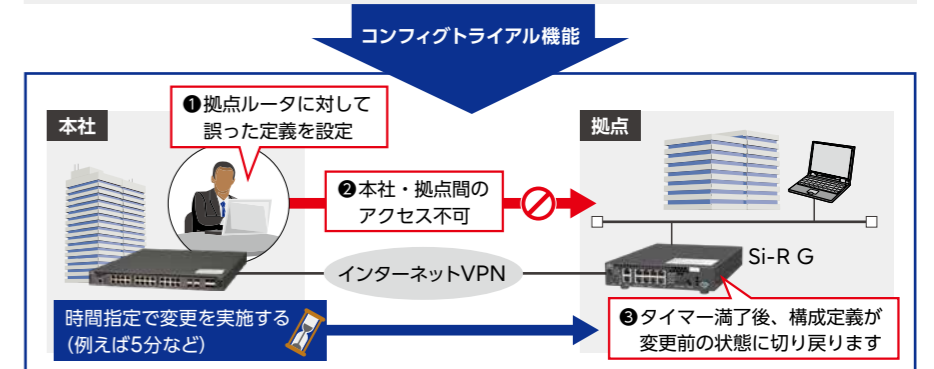 コンフィグトライアル機能
本社
❶拠点ルータに対して
誤った定義を設定
拠点
❷本社・拠点間の
アクセス不可
Si-R G
インターネットVPN
時間指定で変更を実施する
(例えば5分など)
❸タイマー満了後、構成定義が
変更前の状態に切り戻ります